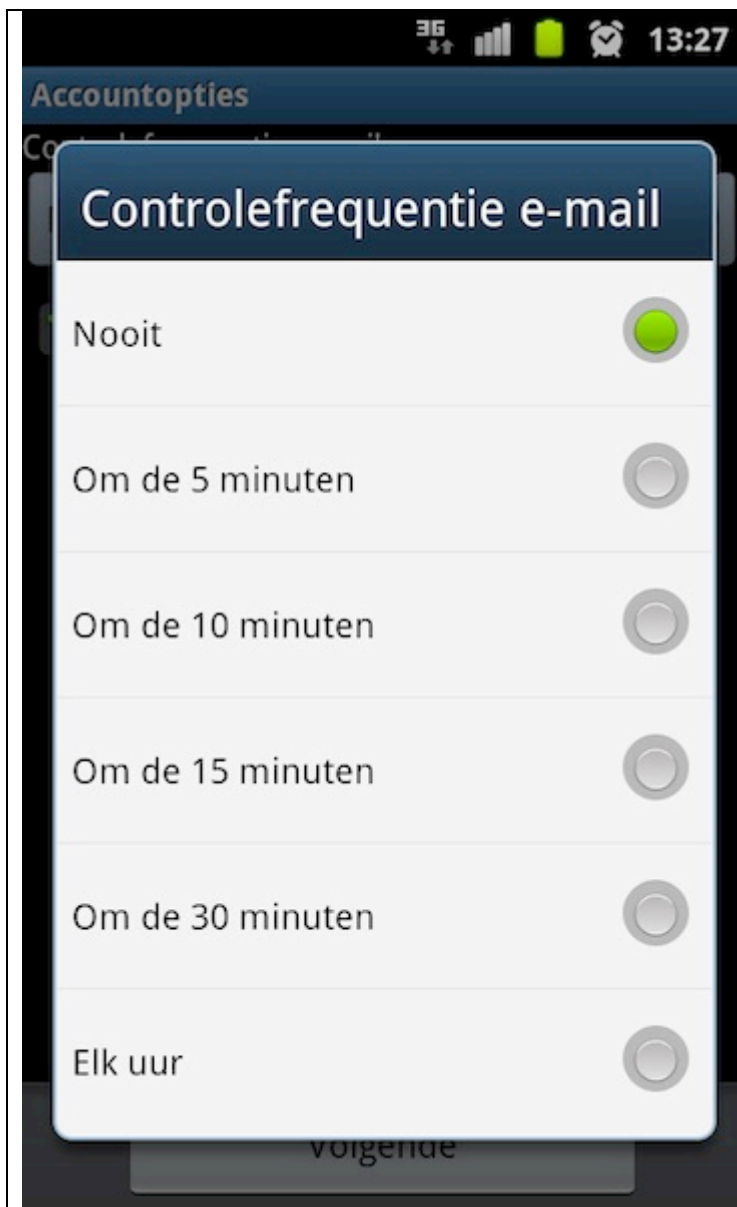 3G 13:27
Accountopties
Controlefrequentie e-mail
Nooit
Om de 5 minuten
Om de 10 minuten
Om de 15 minuten
Om de 30 minuten
Elk uur
Volgende